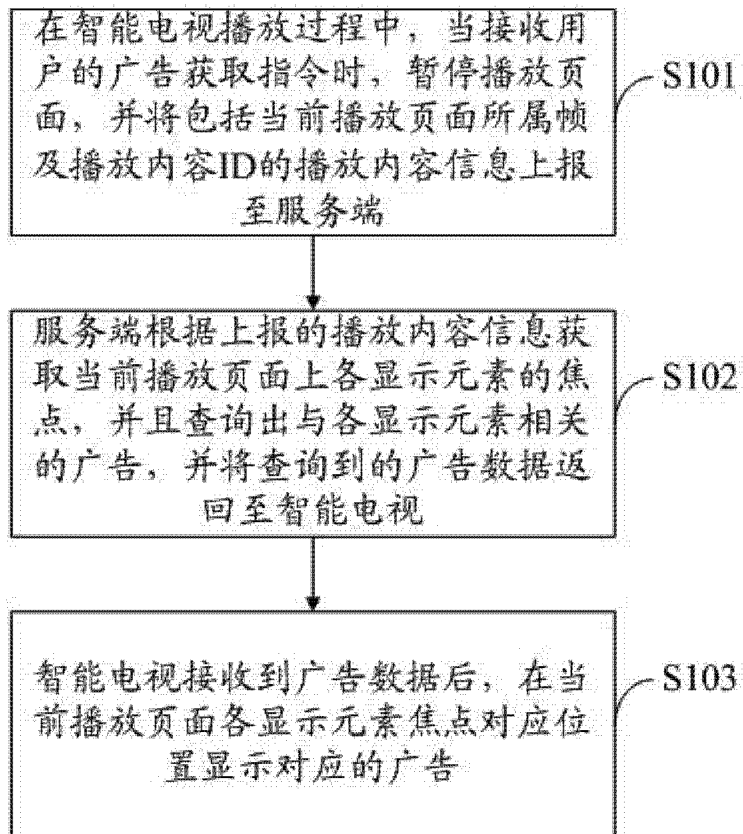 在智能电视播放过程中，当接收用
户的广告获取指令时，暂停播放页
面，并将包括当前播放页面所属帧
及播放内容ID的播放内容信息上报
至服务端
S101
服务端根据上报的播放内容信息获
取当前播放页面上各显示元素的焦
点，并且查询出与各显示元素相关
的广告，并将查询到的广告数据返
回至智能电视
S102
智能电视接收到广告数据后，在当
前播放页面各显示元素焦点对应位
置显示对应的广告
S103